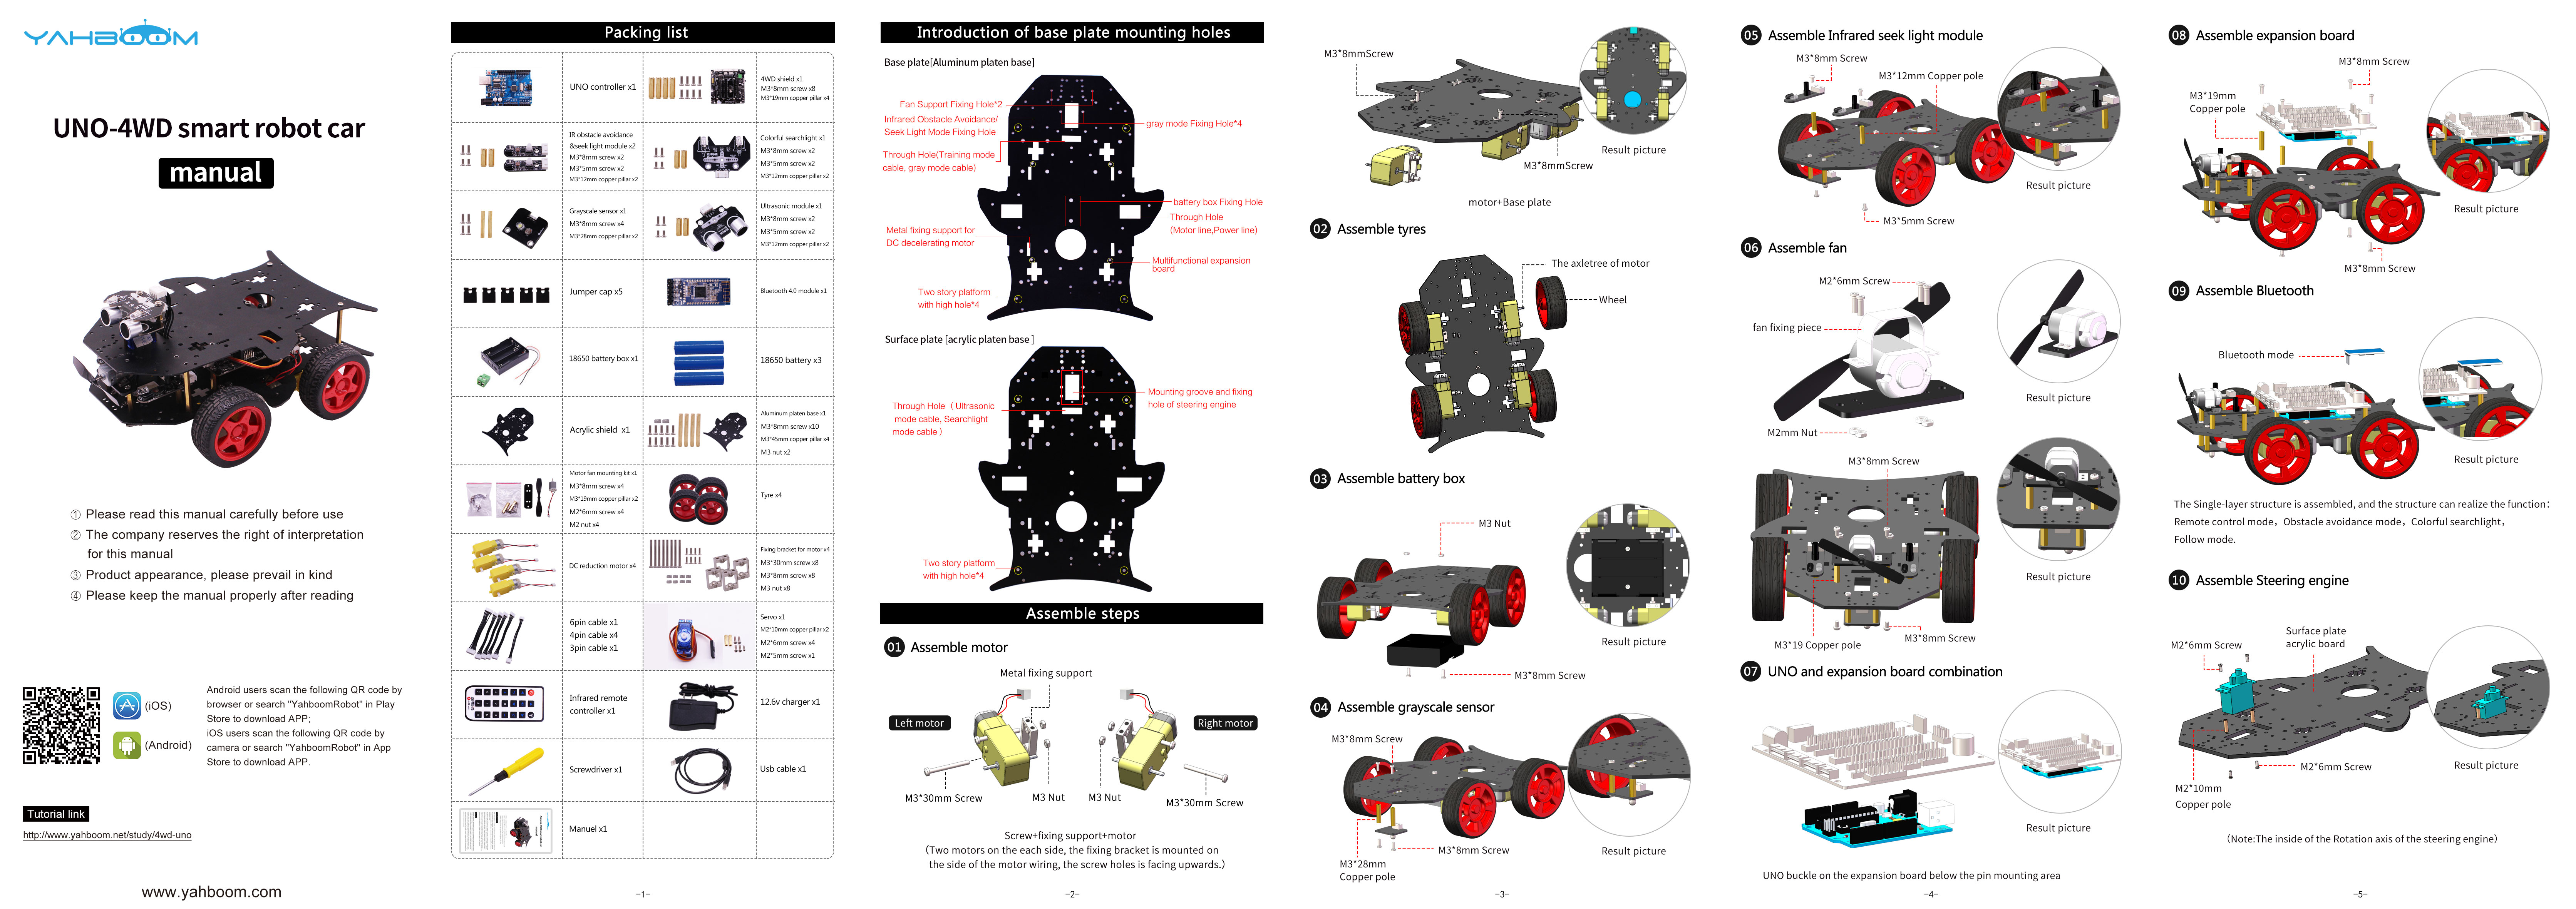 YAHBOOM
UNO-4WD smart robot car
manual
① Please read this manual carefully before use
② The company reserves the right of interpretation
for this manual
③ Product appearance, please prevail in kind
④ Please keep the manual properly after reading
(iOS)
(Android)
Android users scan the following QR code by
browser or search "YahboomRobot" in Play
Store to download APP;
iOS users scan the following QR code by
camera or search "YahboomRobot" in App
Store to download APP.
Tutorial link
http://www.yahboom.net/study/4wd-uno
www.yahboom.com
Packing list
UNO controller x1
4WD shield x1
M3*8mm screw x8
M3*19mm copper pillar x4
IR obstacle avoidance
&seek light module x2
M3*8mm screw x2
M3*5mm screw x2
M3*12mm copper pillar x2
Colorful searchlight x1
M3*8mm screw x2
M3*5mm screw x2
M3*12mm copper pillar x2
Grayscale sensor x1
M3*8mm screw x4
M3*28mm copper pillar x2
Ultrasonic module x1
M3*8mm screw x2
M3*5mm screw x2
M3*12mm copper pillar x2
Jumper cap x5
Bluetooth 4.0 module x1
18650 battery box x1
18650 battery x3
Acrylic shield x1
Aluminum platen base x1
M3*8mm screw x10
M3*45mm copper pillar x4
M3 nut x2
Motor fan mounting kit x1
M3*8mm screw x4
M3*19mm copper pillar x2
M2*6mm screw x4
M2 nut x4
Tyre x4
DC reduction motor x4
Fixing bracket for motor x4
M3*30mm screw x8
M3*8mm screw x8
M3 nut x8
6pin cable x1
4pin cable x4
3pin cable x1
Servo x1
M2*10mm copper pillar x2
M2*6mm screw x4
M2*5mm screw x1
Infrared remote
controller x1
12.6v charger x1
Screwdriver x1
Usb cable x1
Manuel x1
-1-
Introduction of base plate mounting holes
Base plate[Aluminum platen base]
Fan Support Fixing Hole*2
Infrared Obstacle Avoidance/
Seek Light Mode Fixing Hole
Through Hole(Training mode
cable, gray mode cable)
Metal fixing support for
DC decelerating motor
Two story platform
with high hole*4
gray mode Fixing Hole*4
battery box Fixing Hole
Through Hole
(Motor line,Power line)
Multifunctional expansion
board
Surface plate [acrylic platen base ]
Through Hole ( Ultrasonic
mode cable, Searchlight
mode cable )
Mounting groove and fixing
hole of steering engine
Two story platform
with high hole*4
Assemble steps
01 Assemble motor
Metal fixing support
Left motor
Right motor
M3*30mm Screw
M3 Nut
M3 Nut
M3*30mm Screw
Screw+fixing support+motor
(Two motors on the each side, the fixing bracket is mounted on
the side of the motor wiring, the screw holes is facing upwards.)
-2-
M3*8mmScrew
M3*8mmScrew
Result picture
motor+Base plate
02 Assemble tyres
The axletree of motor
Wheel
03 Assemble battery box
M3 Nut
M3*8mm Screw
Result picture
04 Assemble grayscale sensor
M3*8mm Screw
M3*8mm Screw
M3*28mm
Copper pole
Result picture
-3-
05 Assemble Infrared seek light module
M3*8mm Screw
M3*12mm Copper pole
M3*5mm Screw
Result picture
06 Assemble fan
M2*6mm Screw
fan fixing piece
M2mm Nut
Result picture
M3*8mm Screw
M3*19 Copper pole
M3*8mm Screw
Result picture
07 UNO and expansion board combination
Result picture
UNO buckle on the expansion board below the pin mounting area
-4-
08 Assemble expansion board
M3*8mm Screw
M3*19mm
Copper pole
M3*8mm Screw
Result picture
09 Assemble Bluetooth
Bluetooth mode
Result picture
The Single-layer structure is assembled, and the structure can realize the function:
Remote control mode, Obstacle avoidance mode, Colorful searchlight,
Follow mode.
10 Assemble Steering engine
M2*6mm Screw
Surface plate
acrylic board
M2*6mm Screw
M2*10mm
Copper pole
Result picture
(Note:The inside of the Rotation axis of the steering engine)
-5-